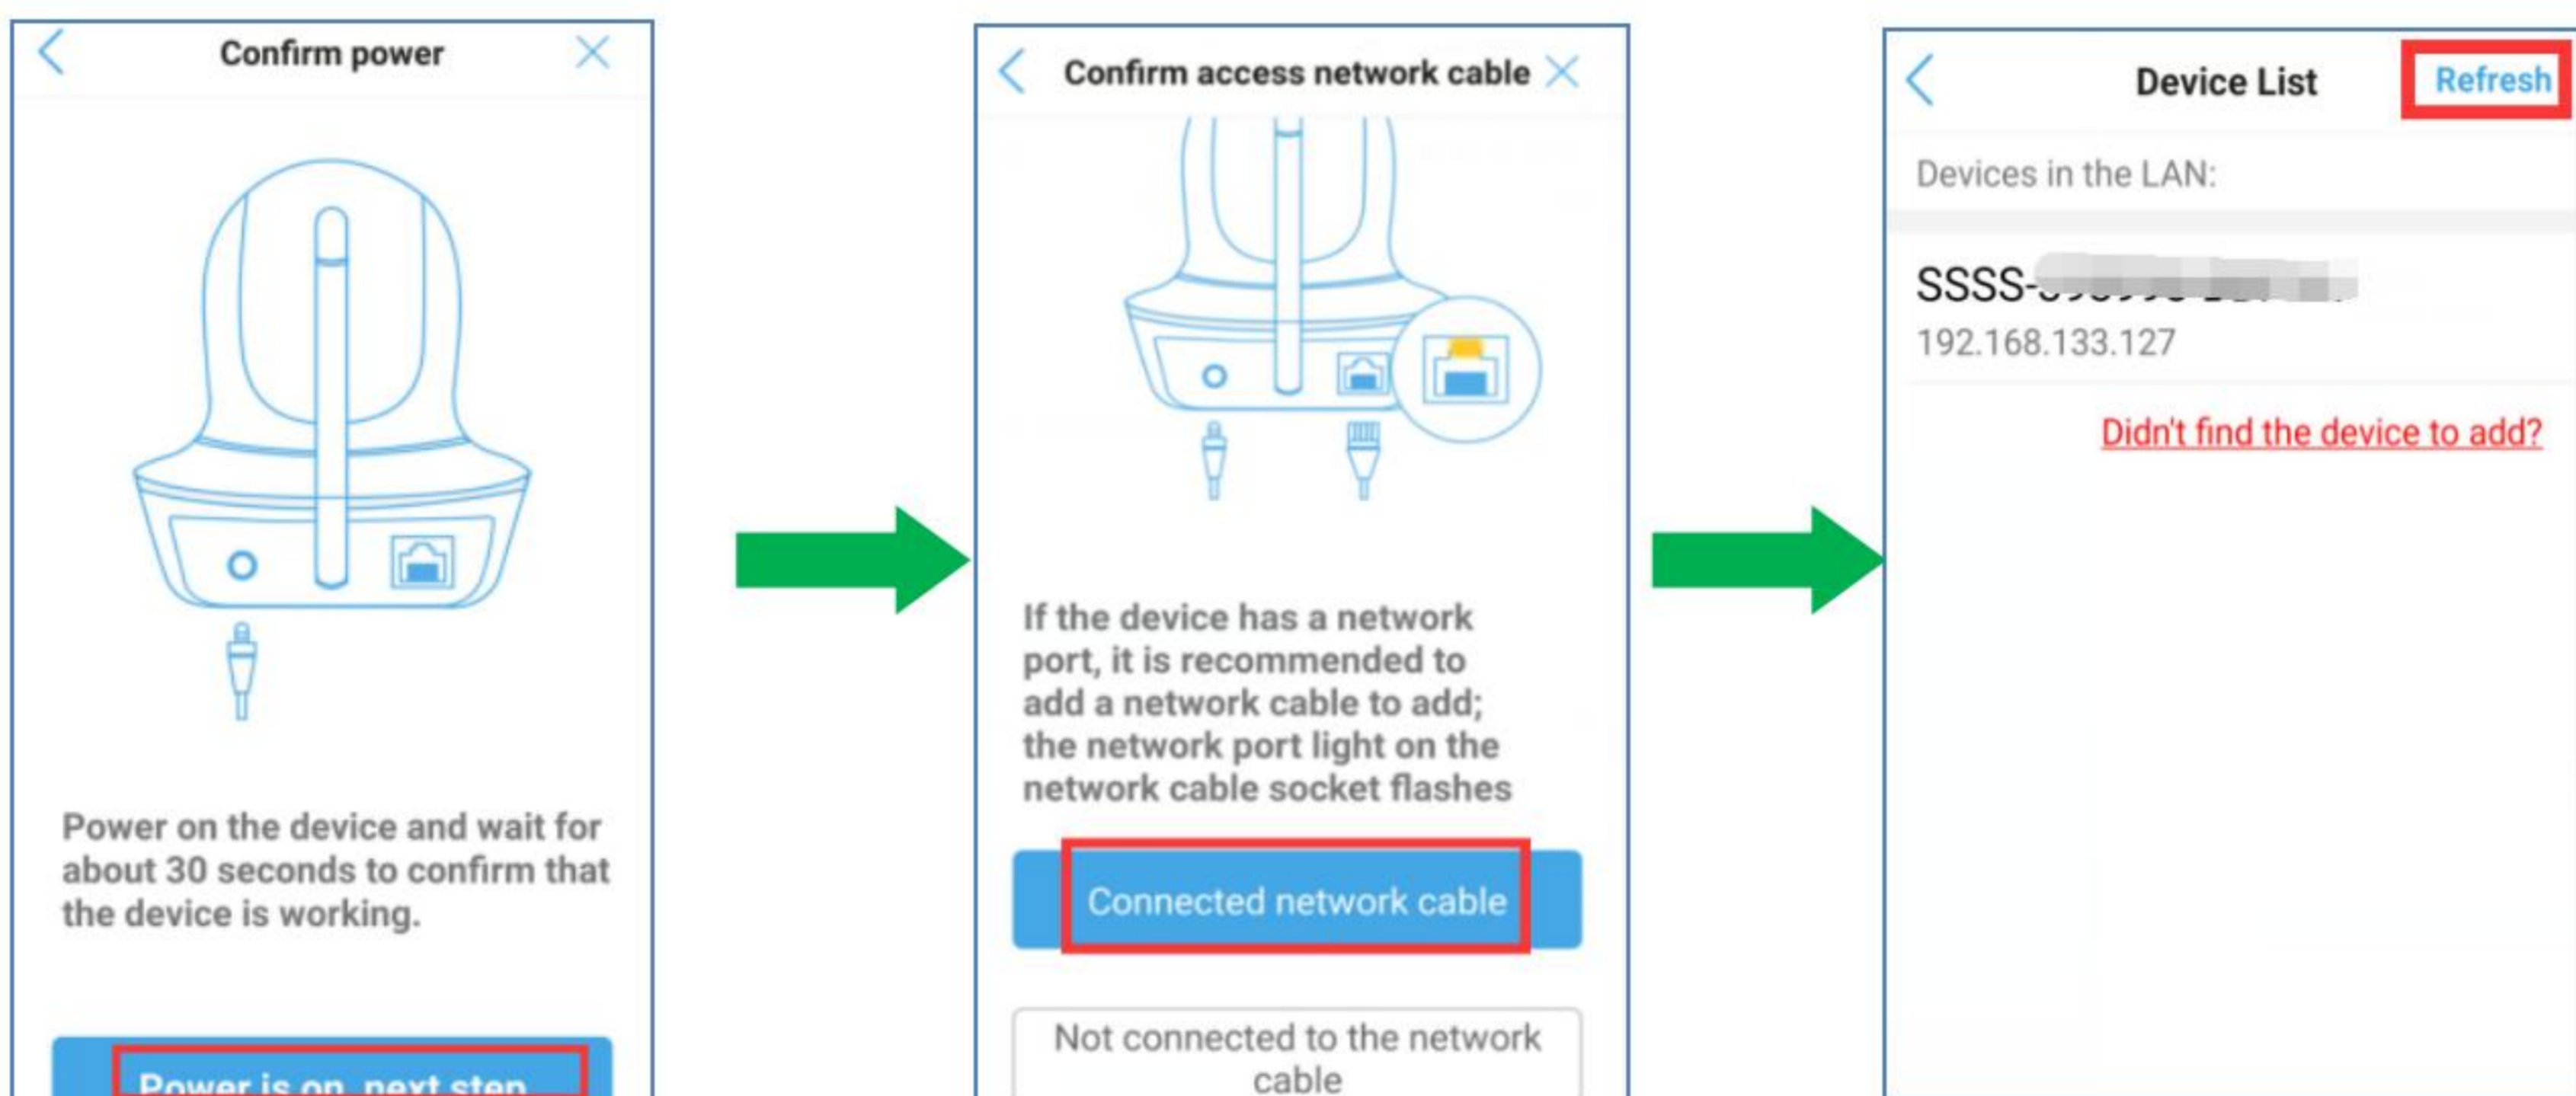 Confirm power
Power on the device and wait for
about 30 seconds to confirm that
the device is working.
Power is on, next step
Confirm access network cable
If the device has a network
port, it is recommended to
add a network cable to add;
the network port light on the
network cable socket flashes
Connected network cable
Not connected to the network
cable
Device List
Refresh
Devices in the LAN:
SSSS-
192.168.133.127
Didn't find the device to add?